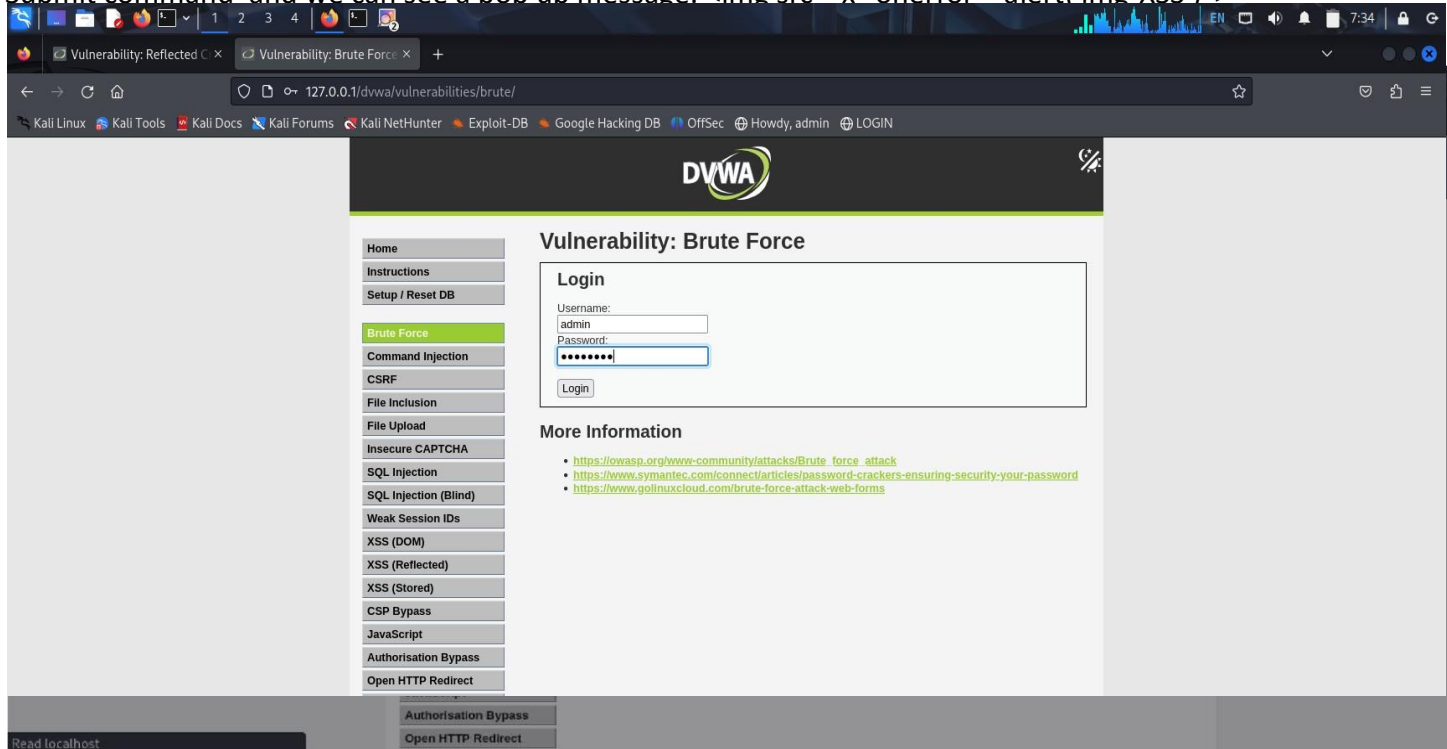 1 2 3 4 EN 7:34
Vulnerability: Reflected C Vulnerability: Brute Force
127.0.0.1/dvwa/vulnerabilities/brute/
Kali Linux Kali Tools Kali Docs Kali Forums Kali NetHunter Exploit-DB Google Hacking DB OffSec Howdy, admin LOGIN
DVWA
Home
Instructions
Setup / Reset DB
Brute Force
Command Injection
CSRF
File Inclusion
File Upload
Insecure CAPTCHA
SQL Injection
SQL Injection (Blind)
Weak Session IDs
XSS (DOM)
XSS (Reflected)
XSS (Stored)
CSP Bypass
JavaScript
Authorisation Bypass
Open HTTP Redirect
Vulnerability: Brute Force
Login
Username:
admin
Password:
••••••••
Login
More Information
• https://owasp.org/www-community/attacks/Brute_force_attack
• https://www.symantec.com/connect/articles/password-crackers-ensuring-security-your-password
• https://www.golinuxcloud.com/brute-force-attack-web-forms
Authorisation Bypass
Open HTTP Redirect
Read localhost